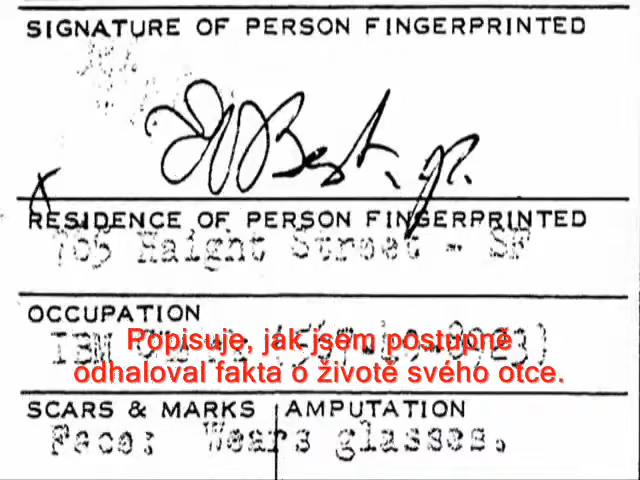 SIGNATURE OF PERSON FINGERPRINTED
RESIDENCE OF PERSON FINGERPRINTED
705 Haight Street - SF
OCCUPATION
IBM
Popisuje, jak jsem postupně
odhaloval fakta o životě svého otce.
SCARS & MARKS AMPUTATION
Face: Wears glasses.